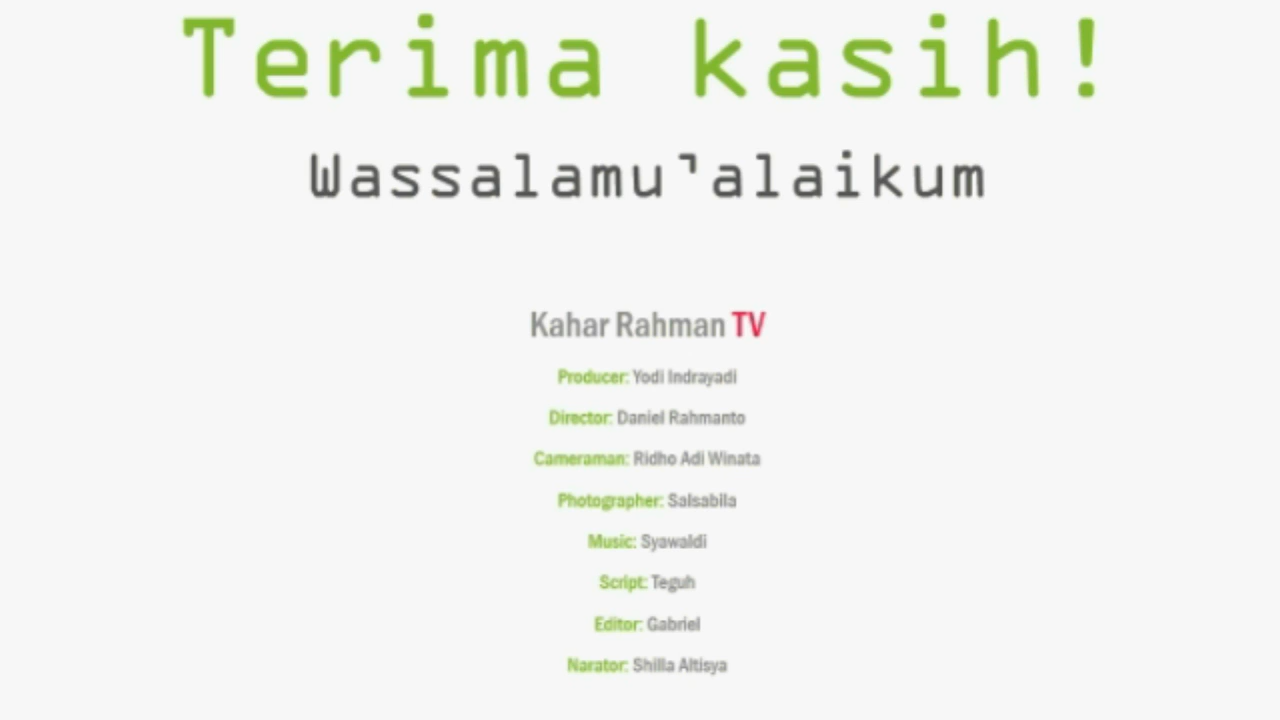 Terima kasih!
Wassalamu'alaikum
Kahar Rahman TV
Producer: Yodi Indrayadi
Director: Daniel Rahmanto
Cameraman: Ridho Adi Winata
Photographer: Salsabila
Music: Syawaldi
Script: Teguh
Editor: Gabriel
Narator: Shilla Altisya